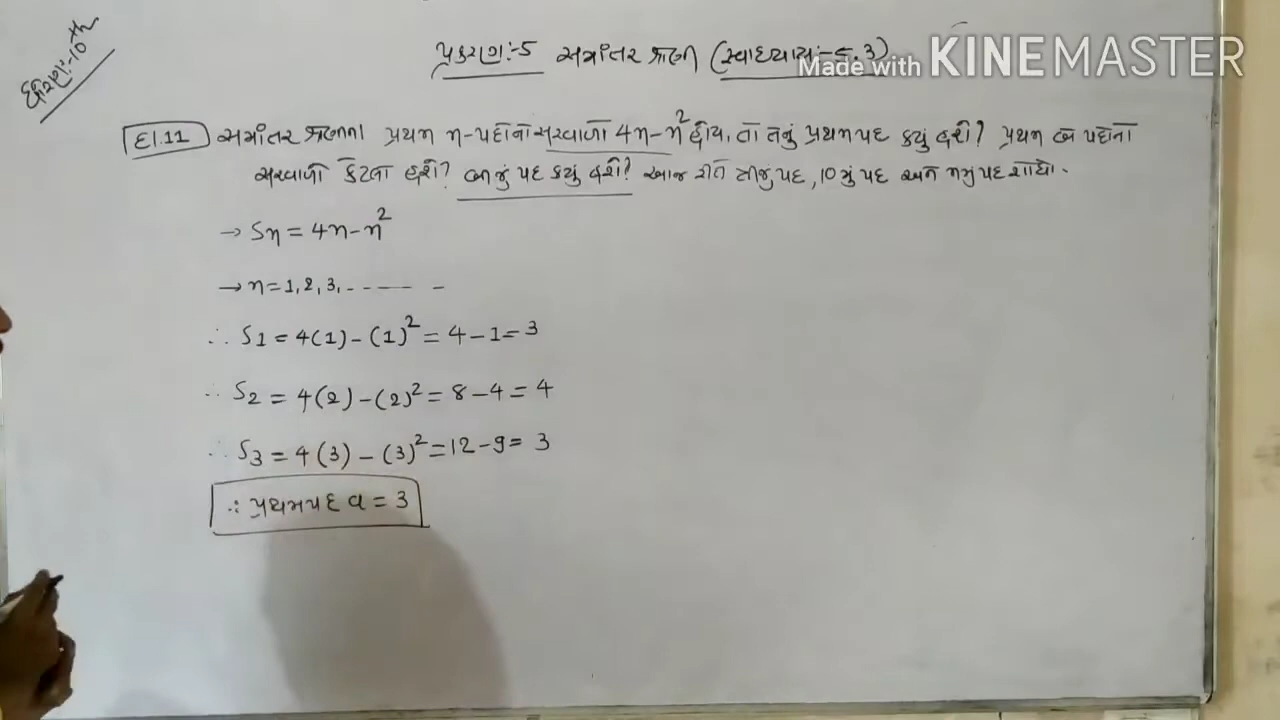 ધોરણ:-10th
પ્રકરણ:-5 સમાંતર શ્રેણી (સ્વાધ્યાય:-5.3)
Made with KINEMASTER
દા.11 સમાંતર શ્રેણીના પ્રથમ n-પદોનો સરવાળો 4n-n² હોય, તો તેનું પ્રથમપદ કયું હશે? પ્રથમ બે પદોનો
સરવાળો કેટલો હશે? બીજું પદ કયું હશે? આજ રીતે ત્રીજુંપદ, 10મું પદ અને nમું પદ શોધો.
→ Sn = 4n-n²
→ n=1,2,3,- - --- -
∴ S1 = 4(1) - (1)² = 4-1=3
∴ S2 = 4(2) - (2)² = 8-4=4
∴ S3 = 4(3) - (3)² =12-9= 3
∴ પ્રથમપદ a = 3